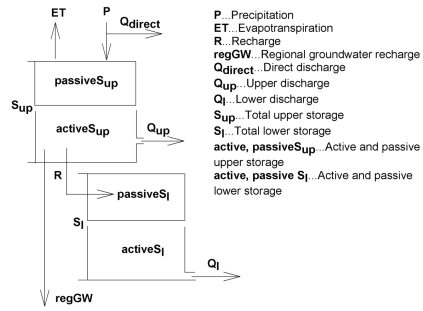 ET
P
Qdirect
passiveSup
Sup
activeSup
Qup
R
passiveSl
Sl
activeSl
Ql
regGW
P...Precipitation
ET...Evapotranspiration
R...Recharge
regGW...Regional groundwater recharge
Qdirect...Direct discharge
Qup...Upper discharge
Ql...Lower discharge
Sup...Total upper storage
Sl...Total lower storage
active, passiveSup...Active and passive
upper storage
active, passive Sl...Active and passive
lower storage